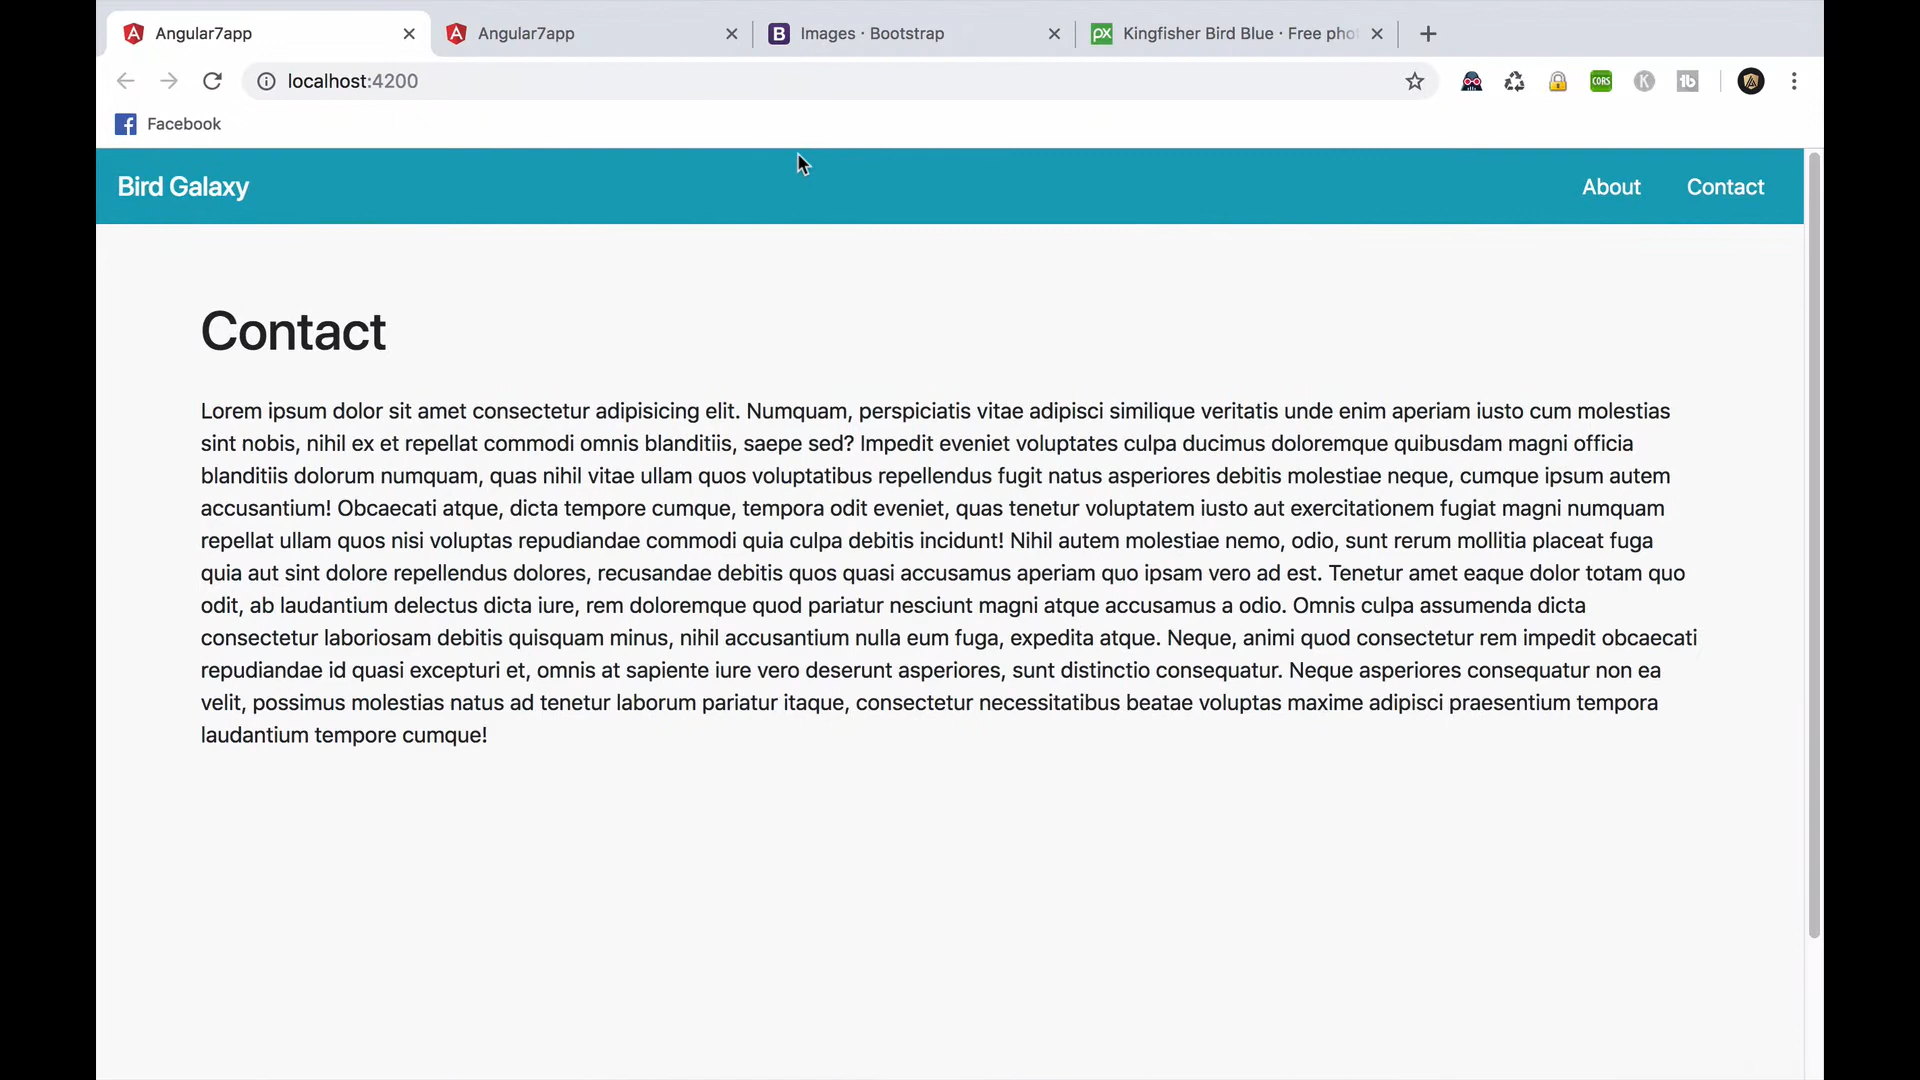 Angular7app
Angular7app
B Images · Bootstrap
px Kingfisher Bird Blue · Free pho
localhost:4200
CORS
K
tb
Facebook
Bird Galaxy
About
Contact
Contact
Lorem ipsum dolor sit amet consectetur adipisicing elit. Numquam, perspiciatis vitae adipisci similique veritatis unde enim aperiam iusto cum molestias
sint nobis, nihil ex et repellat commodi omnis blanditiis, saepe sed? Impedit eveniet voluptates culpa ducimus doloremque quibusdam magni officia
blanditiis dolorum numquam, quas nihil vitae ullam quos voluptatibus repellendus fugit natus asperiores debitis molestiae neque, cumque ipsum autem
accusantium! Obcaecati atque, dicta tempore cumque, tempora odit eveniet, quas tenetur voluptatem iusto aut exercitationem fugiat magni numquam
repellat ullam quos nisi voluptas repudiandae commodi quia culpa debitis incidunt! Nihil autem molestiae nemo, odio, sunt rerum mollitia placeat fuga
quia aut sint dolore repellendus dolores, recusandae debitis quos quasi accusamus aperiam quo ipsam vero ad est. Tenetur amet eaque dolor totam quo
odit, ab laudantium delectus dicta iure, rem doloremque quod pariatur nesciunt magni atque accusamus a odio. Omnis culpa assumenda dicta
consectetur laboriosam debitis quisquam minus, nihil accusantium nulla eum fuga, expedita atque. Neque, animi quod consectetur rem impedit obcaecati
repudiandae id quasi excepturi et, omnis at sapiente iure vero deserunt asperiores, sunt distinctio consequatur. Neque asperiores consequatur non ea
velit, possimus molestias natus ad tenetur laborum pariatur itaque, consectetur necessitatibus beatae voluptas maxime adipisci praesentium tempora
laudantium tempore cumque!